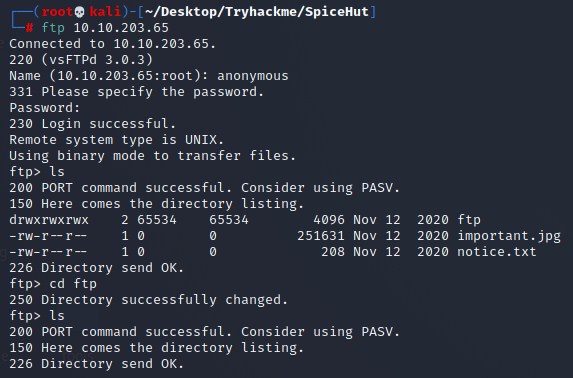 ┌──(root💀kali)-[~/Desktop/Tryhackme/SpiceHut]
└─# ftp 10.10.203.65
Connected to 10.10.203.65.
220 (vsFTPd 3.0.3)
Name (10.10.203.65:root): anonymous
331 Please specify the password.
Password:
230 Login successful.
Remote system type is UNIX.
Using binary mode to transfer files.
ftp> ls
200 PORT command successful. Consider using PASV.
150 Here comes the directory listing.
drwxrwxrwx    2 65534    65534        4096 Nov 12  2020 ftp
-rw-r--r--    1 0        0          251631 Nov 12  2020 important.jpg
-rw-r--r--    1 0        0             208 Nov 12  2020 notice.txt
226 Directory send OK.
ftp> cd ftp
250 Directory successfully changed.
ftp> ls
200 PORT command successful. Consider using PASV.
150 Here comes the directory listing.
226 Directory send OK.